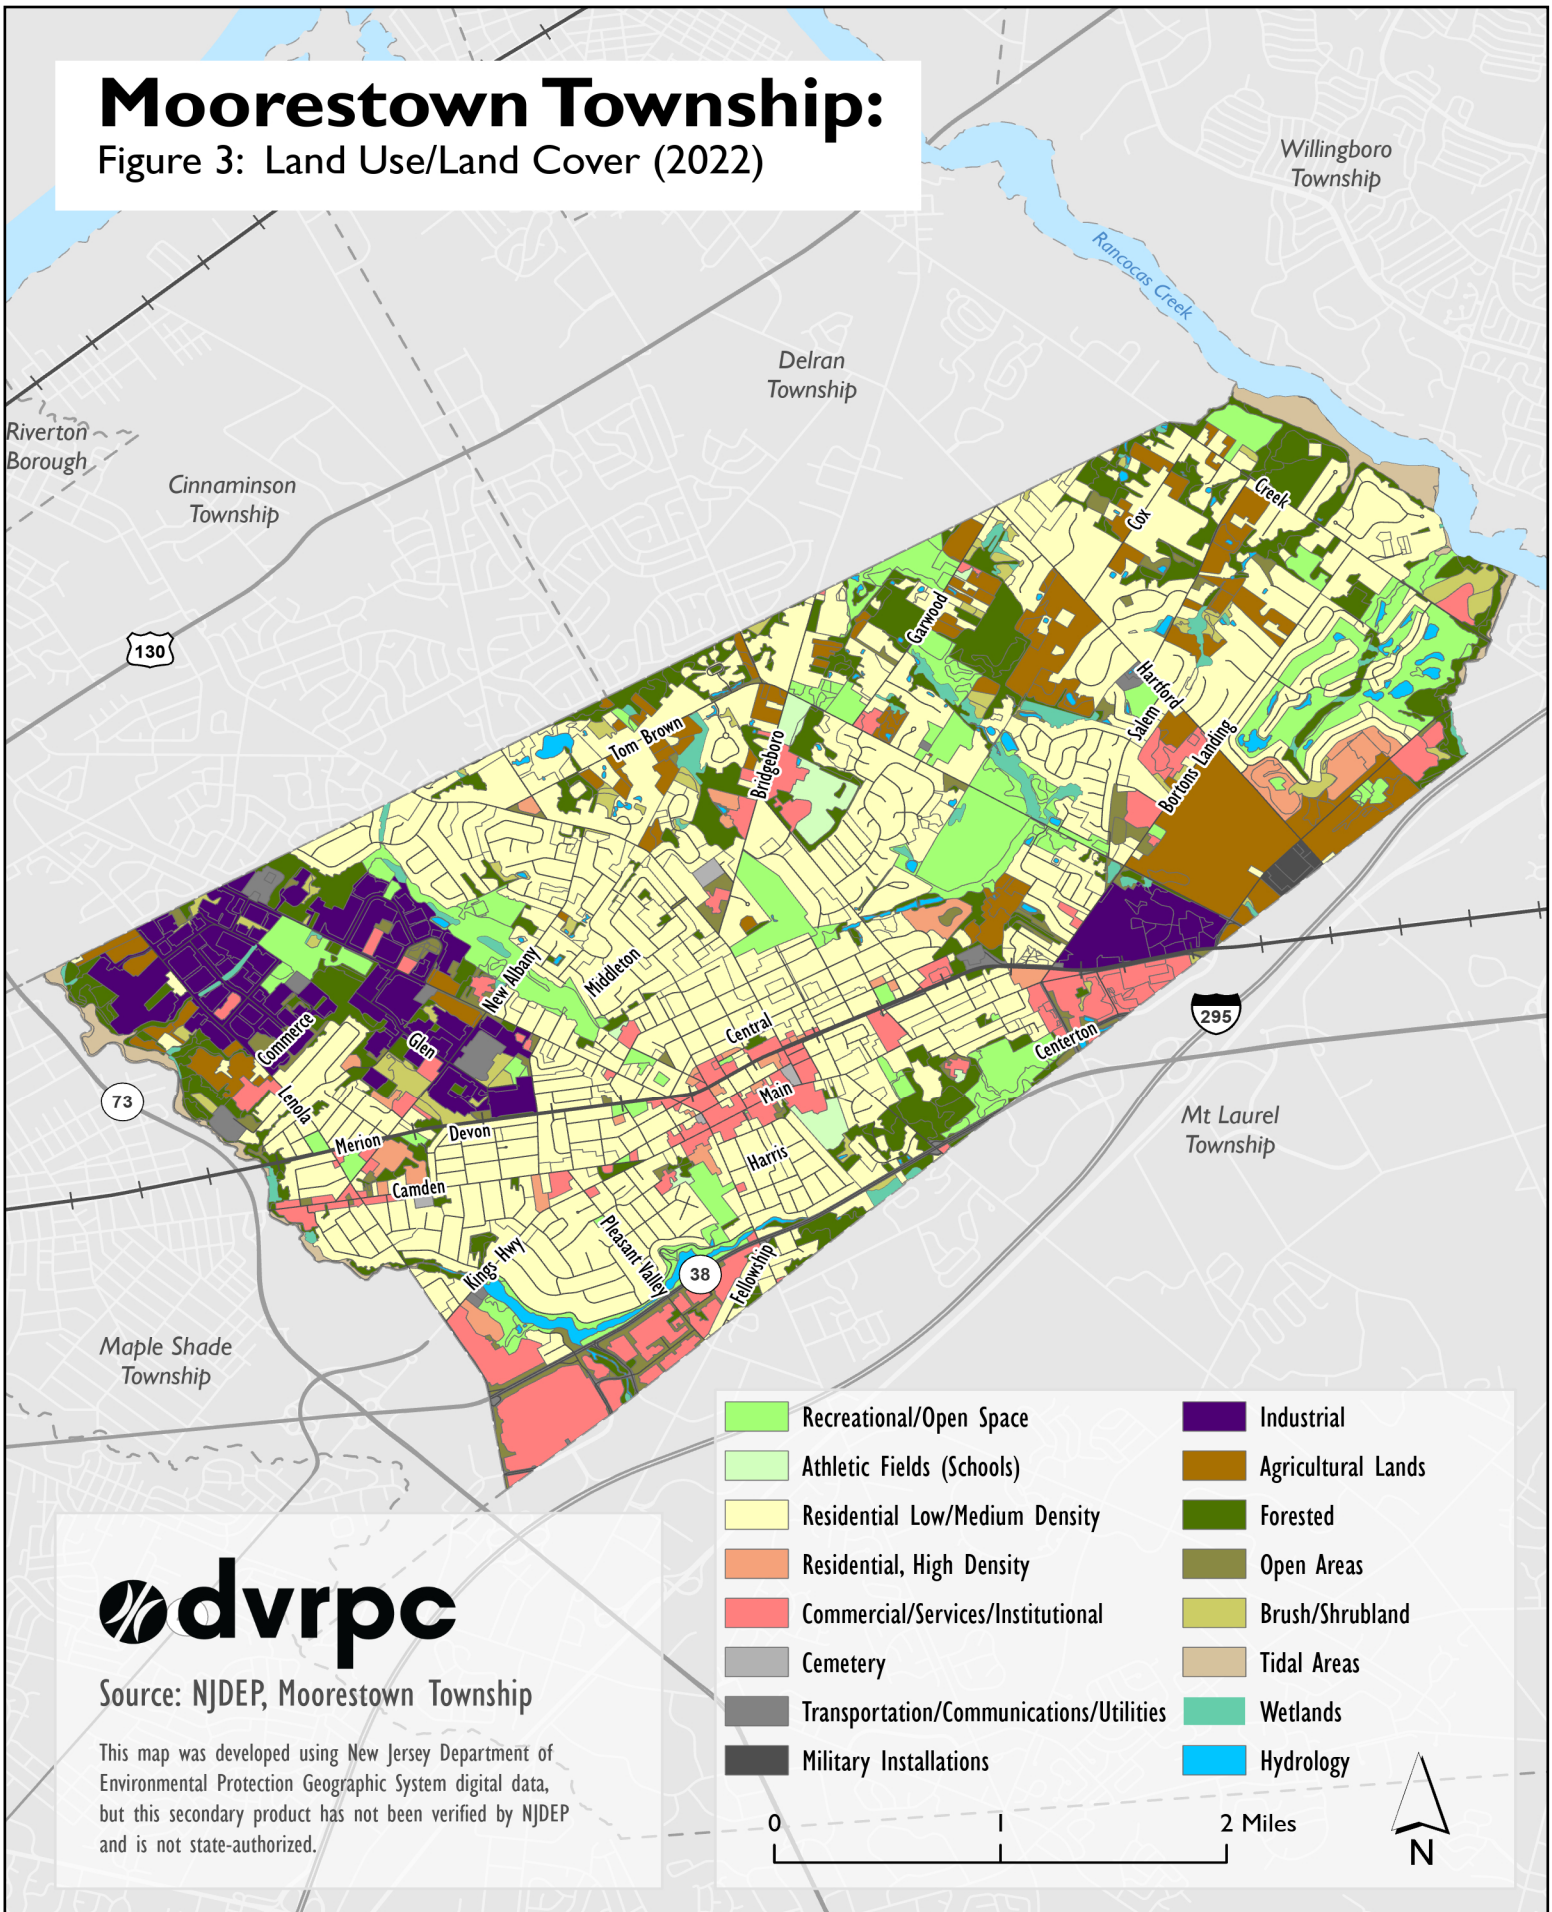 Moorestown Township:
Figure 3: Land Use/Land Cover (2022)
Willingboro
Township
Rancocas Creek
Delran
Township
Riverton
Borough
Cinnaminson
Township
130
Creek
Cox
Garwood
Hartford
Salem
Bortons Landing
Tom Brown
Bridgeboro
New Albany
Middleton
Commerce
Glen
Central
Centerton
295
73
Lenola
Main
Mt Laurel
Township
Merion
Devon
Harris
Camden
Pleasant Valley
Kings Hwy
38
Fellowship
Maple Shade
Township
Recreational/Open Space
Athletic Fields (Schools)
Residential Low/Medium Density
Residential, High Density
Commercial/Services/Institutional
Cemetery
Transportation/Communications/Utilities
Military Installations
Industrial
Agricultural Lands
Forested
Open Areas
Brush/Shrubland
Tidal Areas
Wetlands
Hydrology
0 1 2 Miles
N
dvrpc
Source: NJDEP, Moorestown Township
This map was developed using New Jersey Department of
Environmental Protection Geographic System digital data,
but this secondary product has not been verified by NJDEP
and is not state-authorized.